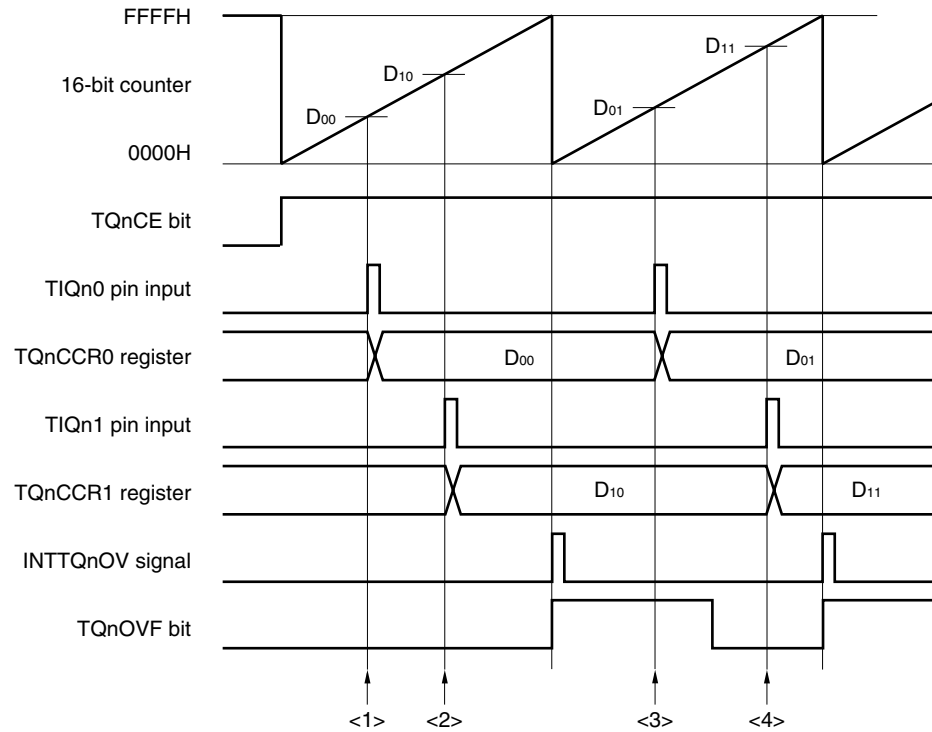 FFFFH
D11
D10
16-bit counter
D01
D00
0000H
TQnCE bit
TIQn0 pin input
TQnCCR0 register
D00
D01
TIQn1 pin input
TQnCCR1 register
D10
D11
INTTQnOV signal
TQnOVF bit
<1> <2> <3> <4>